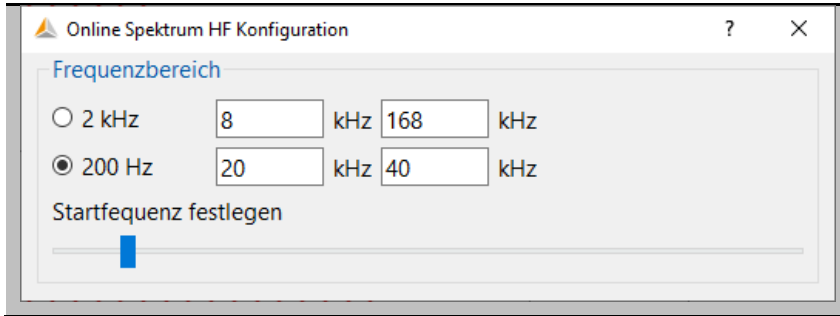 Online Spektrum HF Konfiguration ? ×
Frequenzbereich
2 kHz 8 kHz 168 kHz
200 Hz 20 kHz 40 kHz
Startfequenz festlegen